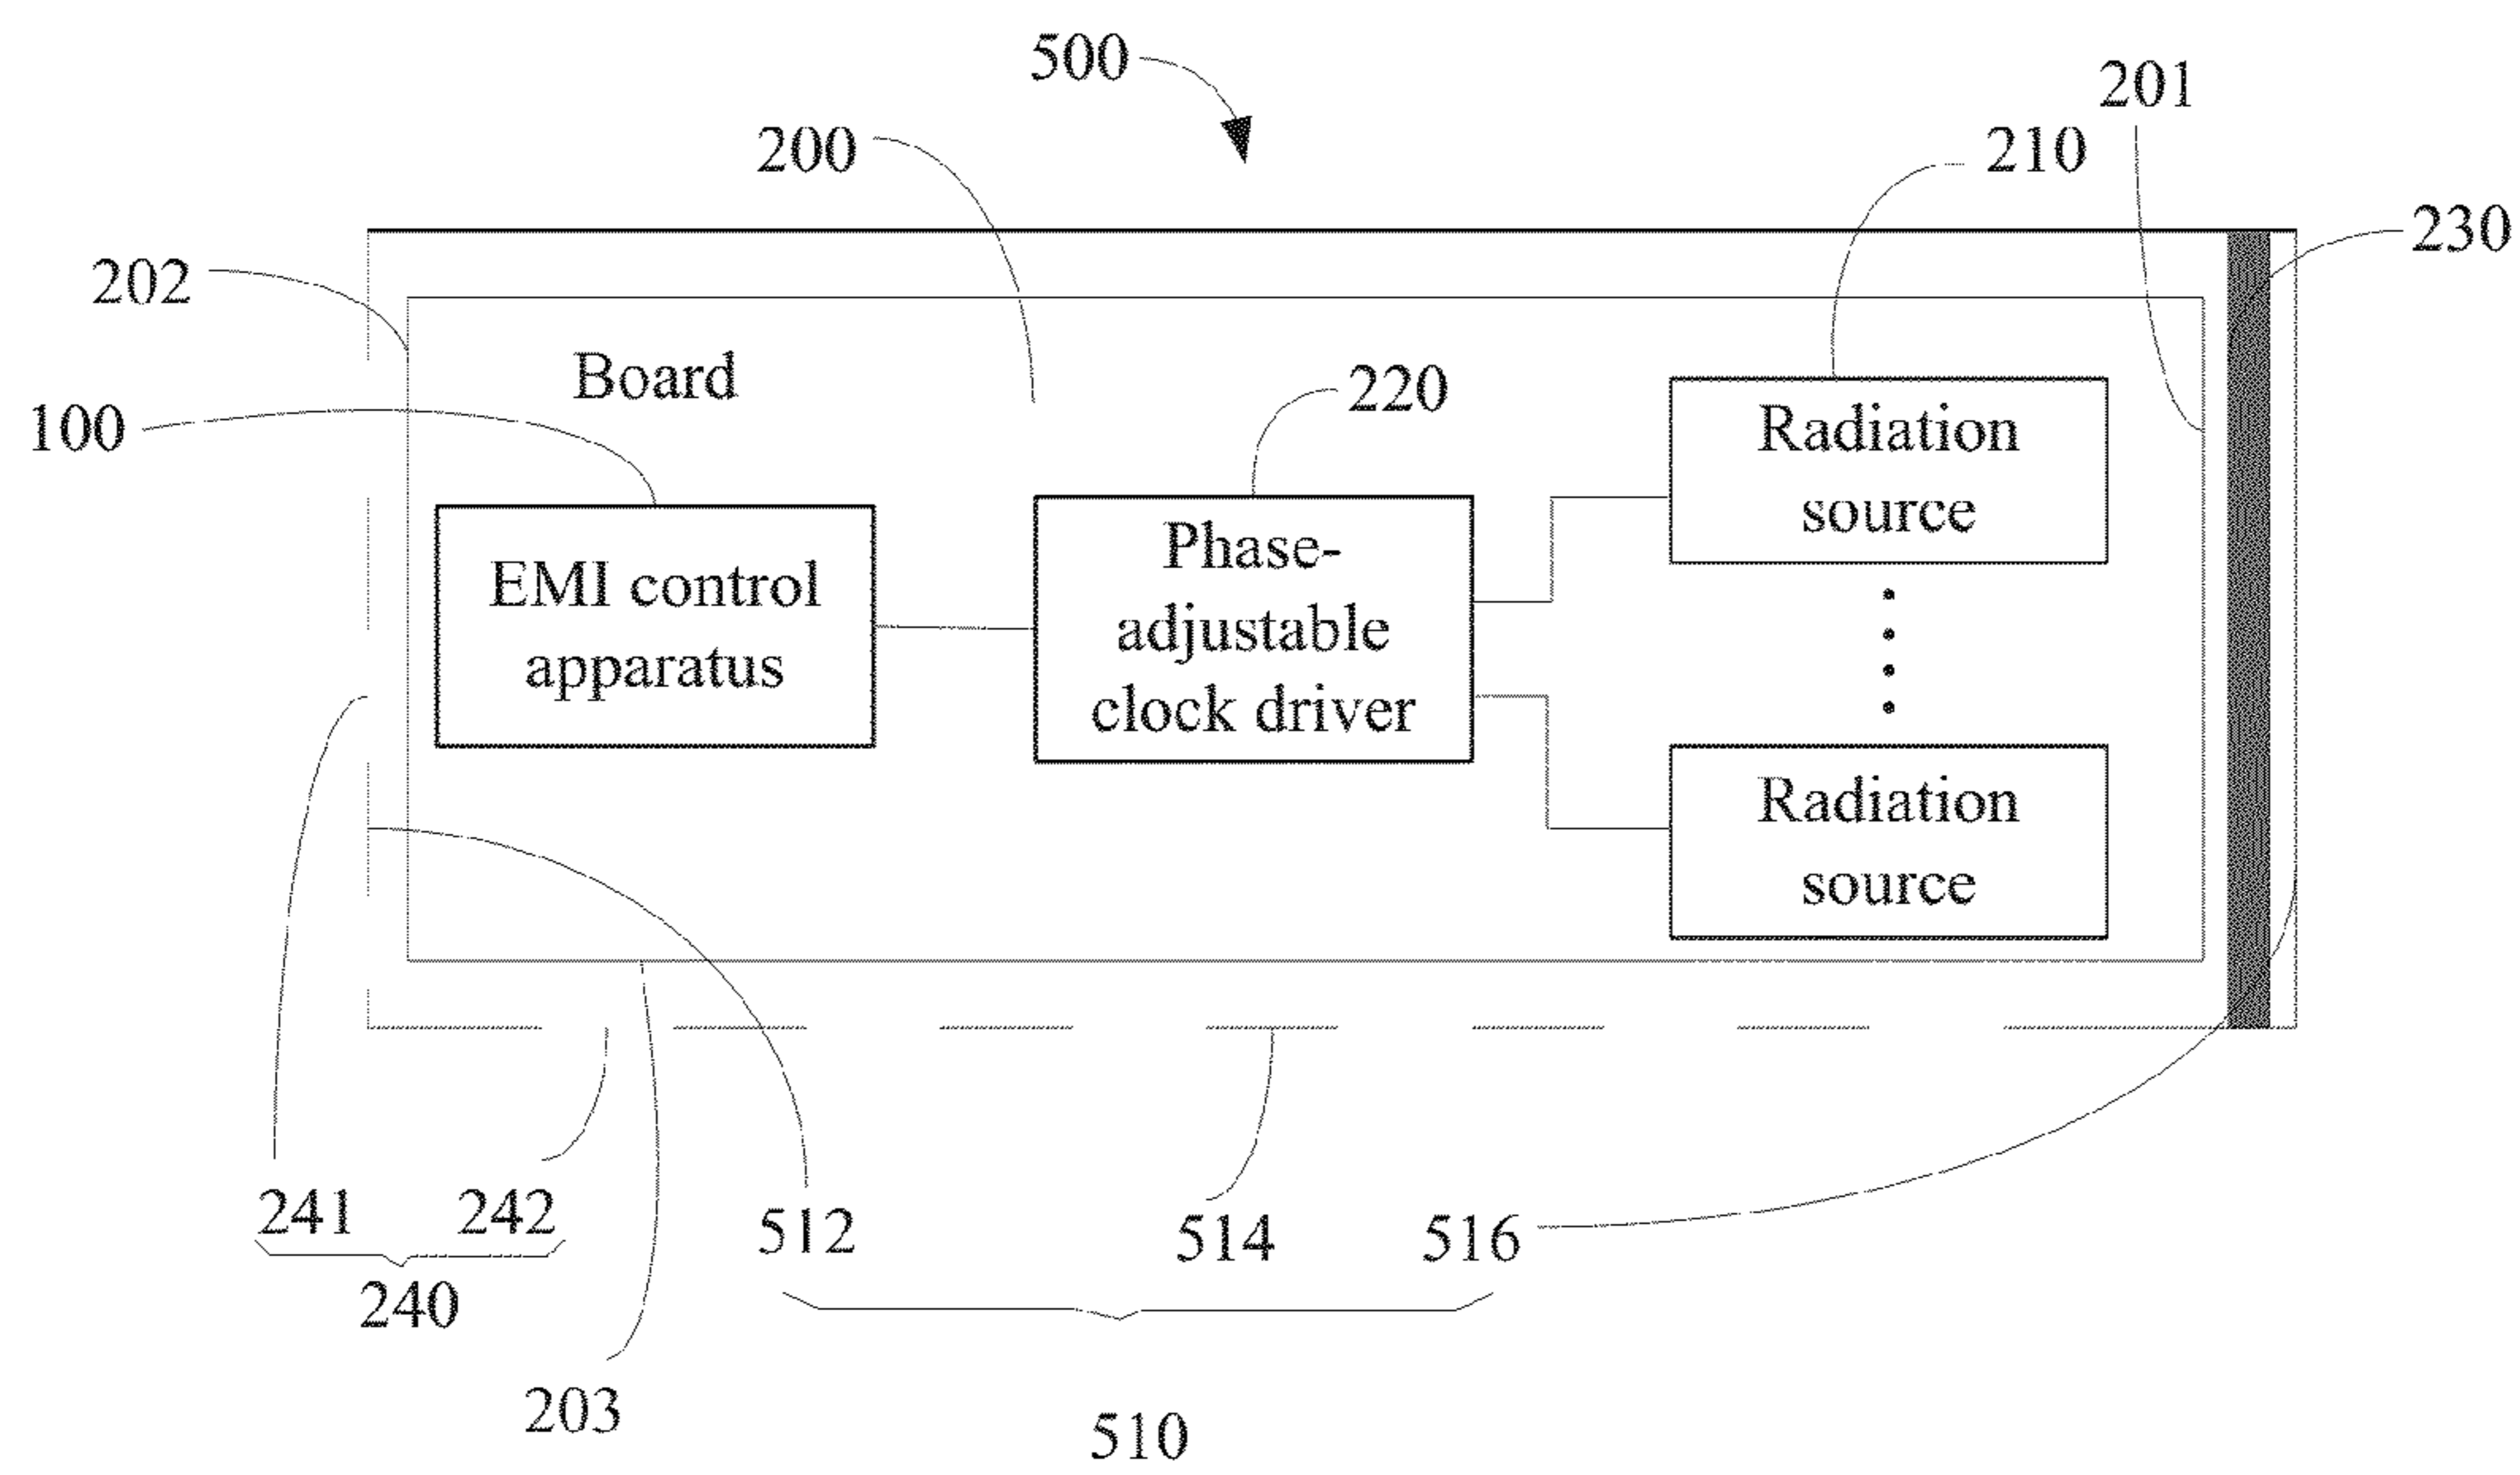 500
201
200
210
230
202
Board
220
100
Radiation
source
EMI control
apparatus
Phase-
adjustable
clock driver
Radiation
source
241
242
512
514
516
240
203
510